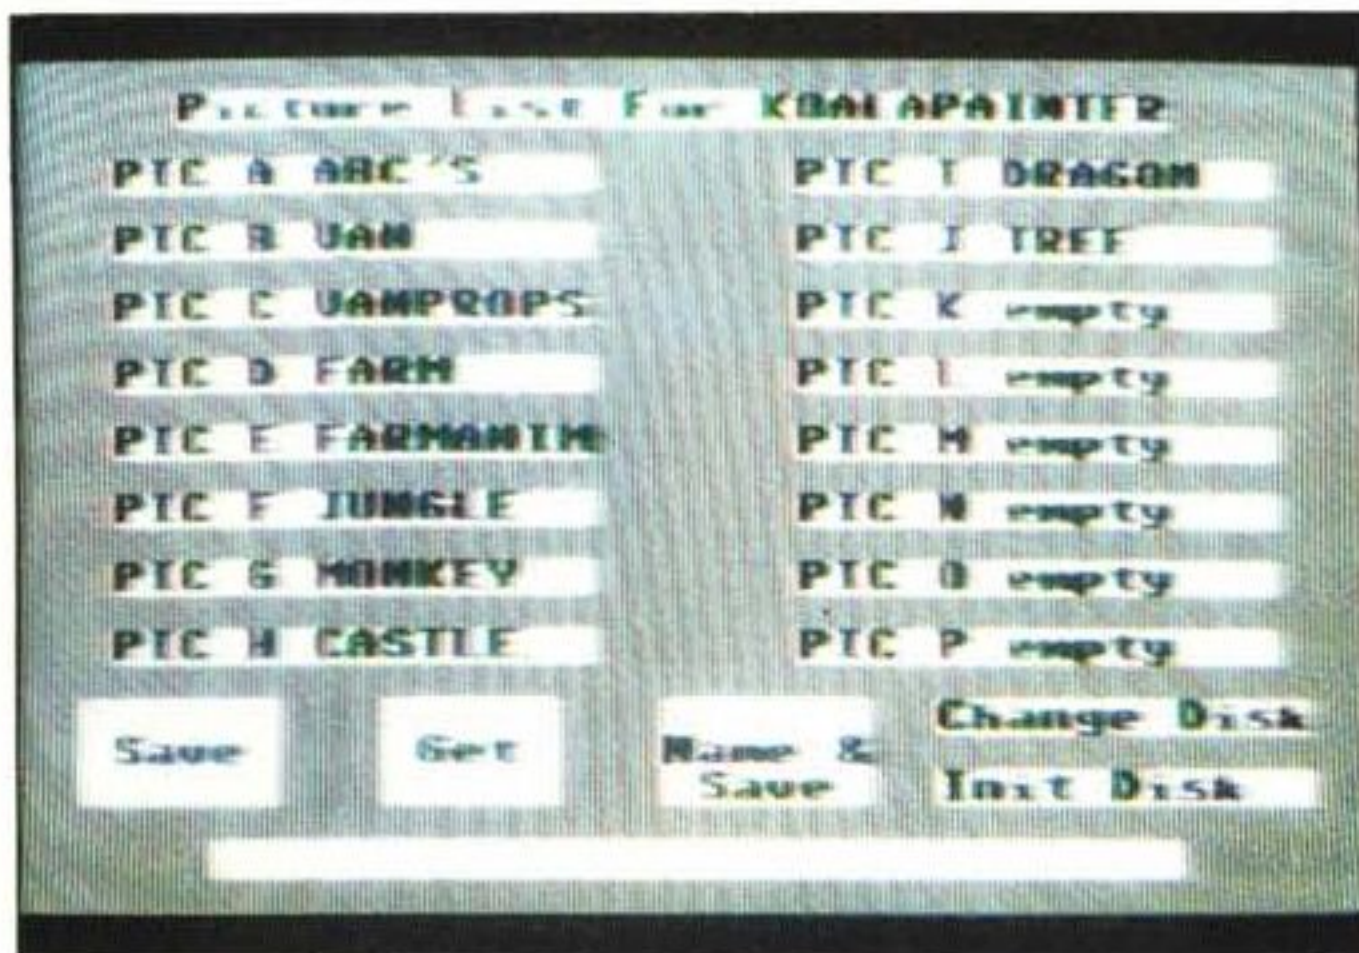 Picture List For KOALAPAINTER
PIC A ABC'S
PIC B VAN
PIC C VANPROPS
PIC D FARM
PIC E FARMANIM
PIC F JUNGLE
PIC G MONKEY
PIC H CASTLE
PIC I DRAGON
PIC J TREE
PIC K empty
PIC L empty
PIC M empty
PIC N empty
PIC O empty
PIC P empty
Save
Get
Name &
Save
Change Disk
Init Disk